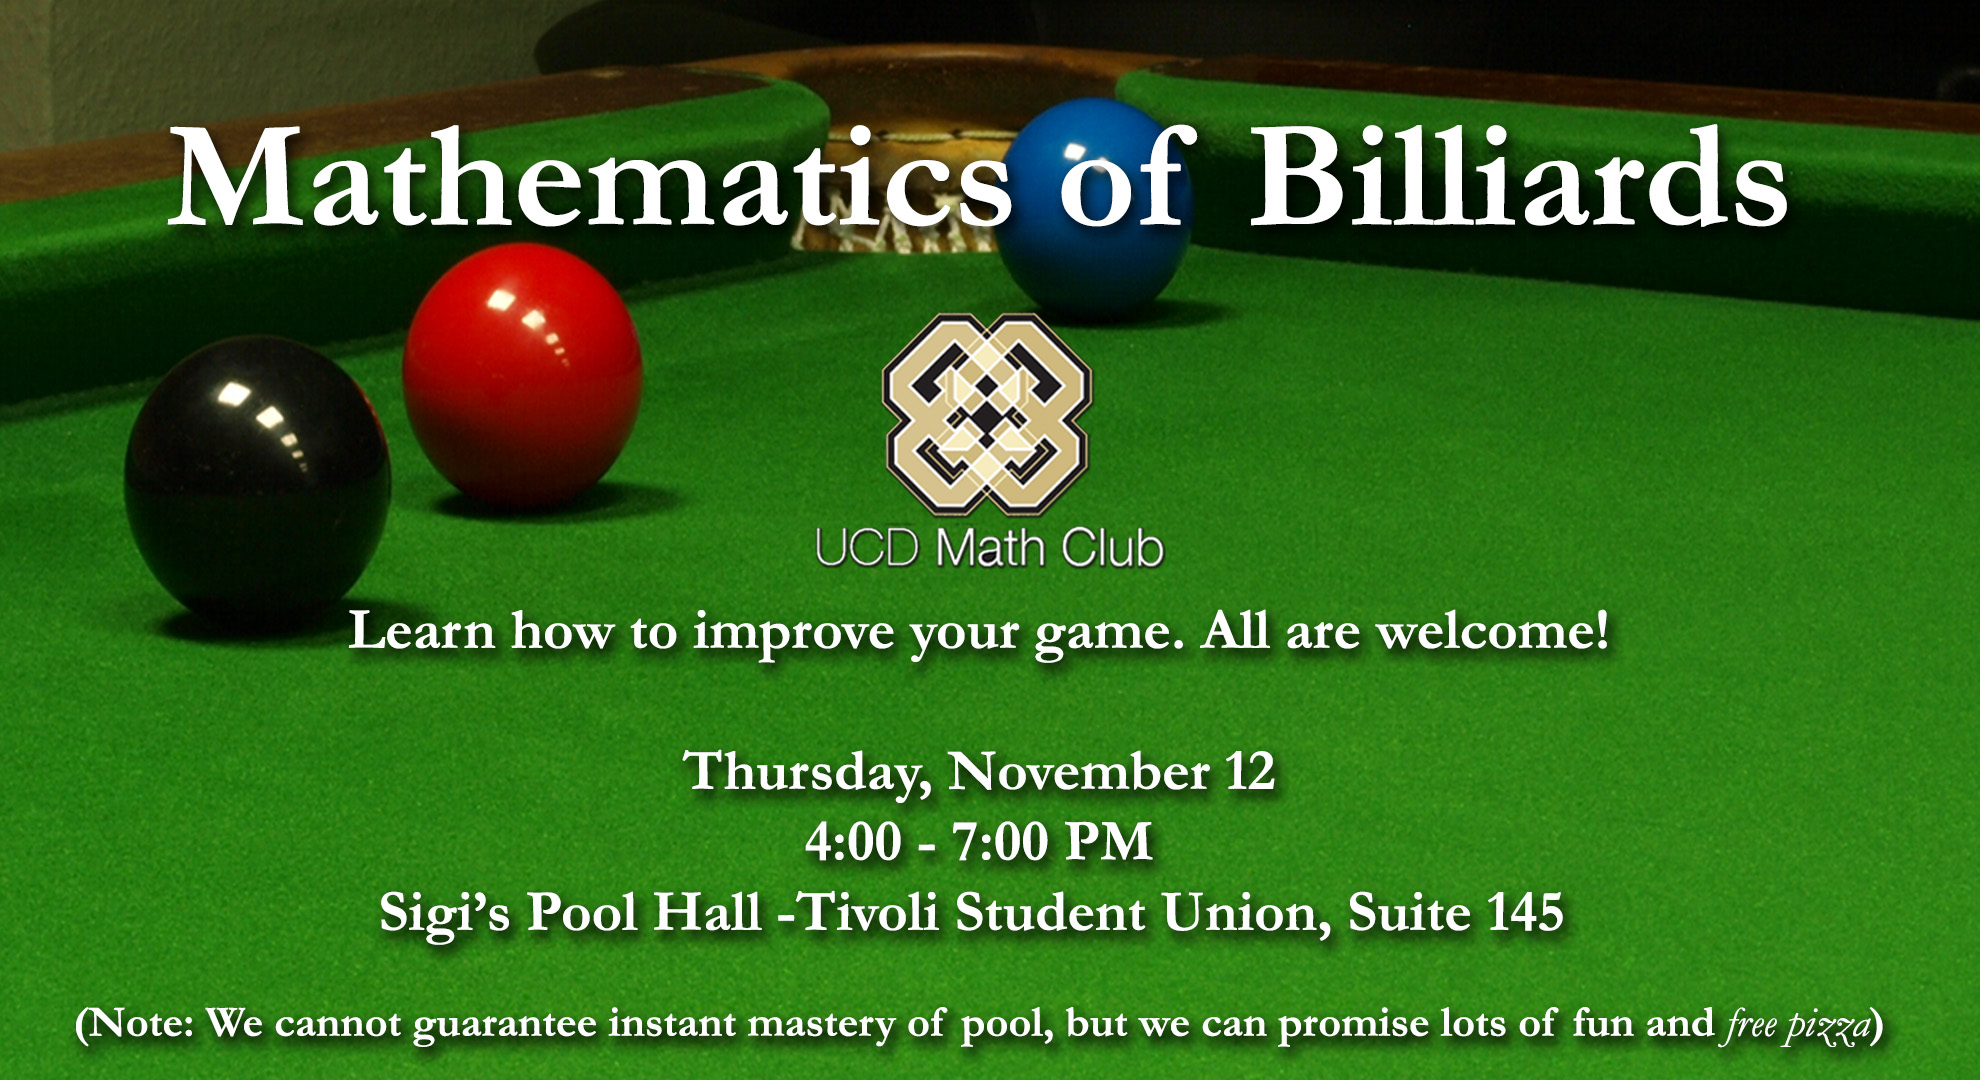 Mathematics of Billiards
UCD Math Club
Learn how to improve your game. All are welcome!
Thursday, November 12
4:00 - 7:00 PM
Sigi’s Pool Hall -Tivoli Student Union, Suite 145
(Note: We cannot guarantee instant mastery of pool, but we can promise lots of fun and free pizza)